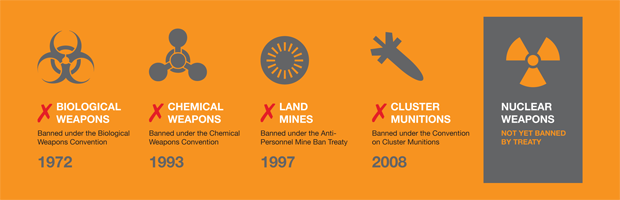 BIOLOGICAL
WEAPONS
Banned under the Biological
Weapons Convention
1972
CHEMICAL
WEAPONS
Banned under the Chemical
Weapons Convention
1993
LAND
MINES
Banned under the Anti-
Personnel Mine Ban Treaty
1997
CLUSTER
MUNITIONS
Banned under the Convention
on Cluster Munitions
2008
NUCLEAR
WEAPONS
NOT YET BANNED
BY TREATY